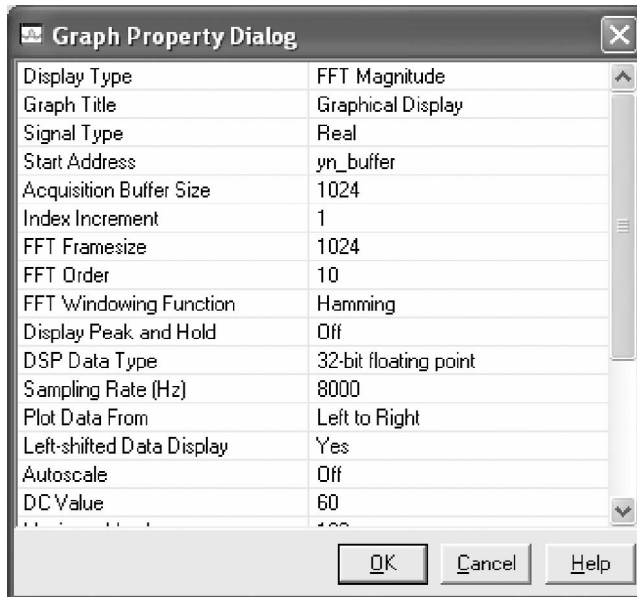 Graph Property Dialog
Display Type FFT Magnitude
Graph Title Graphical Display
Signal Type Real
Start Address yn_buffer
Acquisition Buffer Size 1024
Index Increment 1
FFT Framesize 1024
FFT Order 10
FFT Windowing Function Hamming
Display Peak and Hold Off
DSP Data Type 32-bit floating point
Sampling Rate (Hz) 8000
Plot Data From Left to Right
Left-shifted Data Display Yes
Autoscale Off
DC Value 60
OK Cancel Help